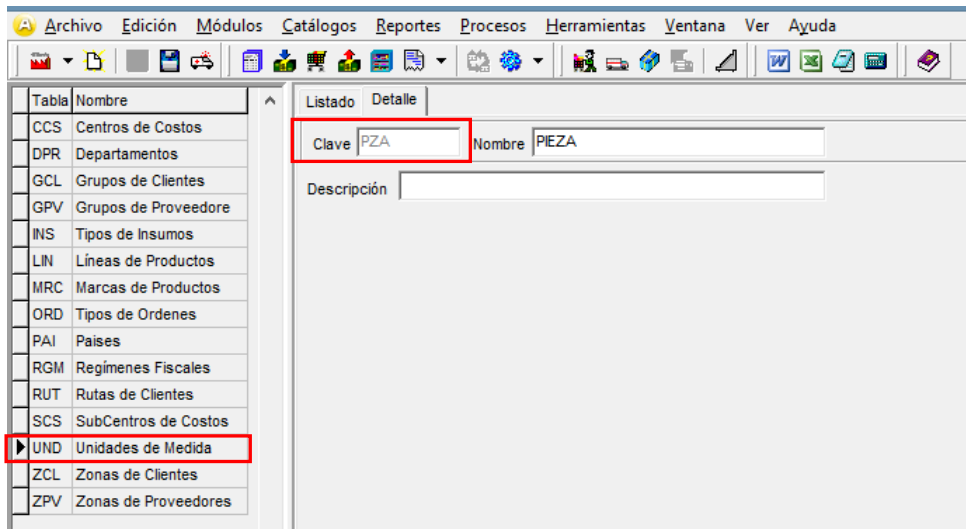 Archivo Edición Módulos Catálogos Reportes Procesos Herramientas Ventana Ver Ayuda
Tabla Nombre
CCS Centros de Costos
DPR Departamentos
GCL Grupos de Clientes
GPV Grupos de Proveedore
INS Tipos de Insumos
LIN Líneas de Productos
MRC Marcas de Productos
ORD Tipos de Ordenes
PAI Paises
RGM Regímenes Fiscales
RUT Rutas de Clientes
SCS SubCentros de Costos
UND Unidades de Medida
ZCL Zonas de Clientes
ZPV Zonas de Proveedores
Listado Detalle
Clave PZA Nombre PIEZA
Descripción